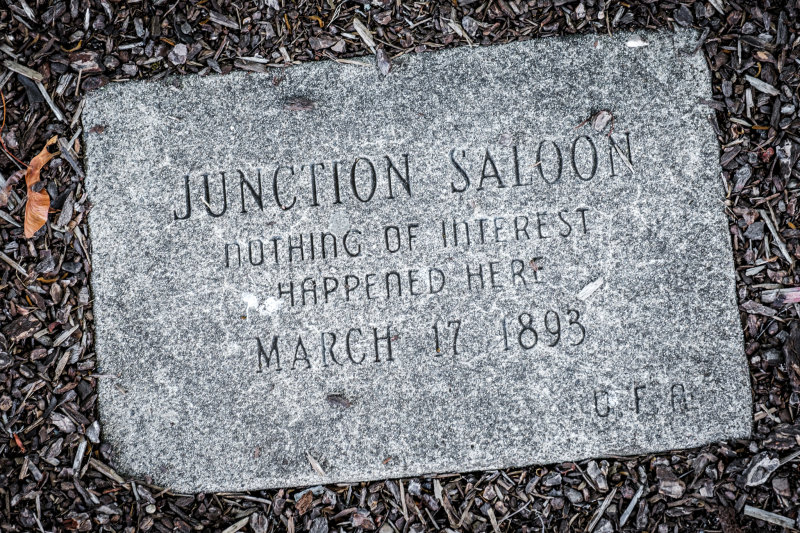 JUNCTION SALOON
NOTHING OF INTEREST
HAPPENED HERE
MARCH 17 1893
C F A